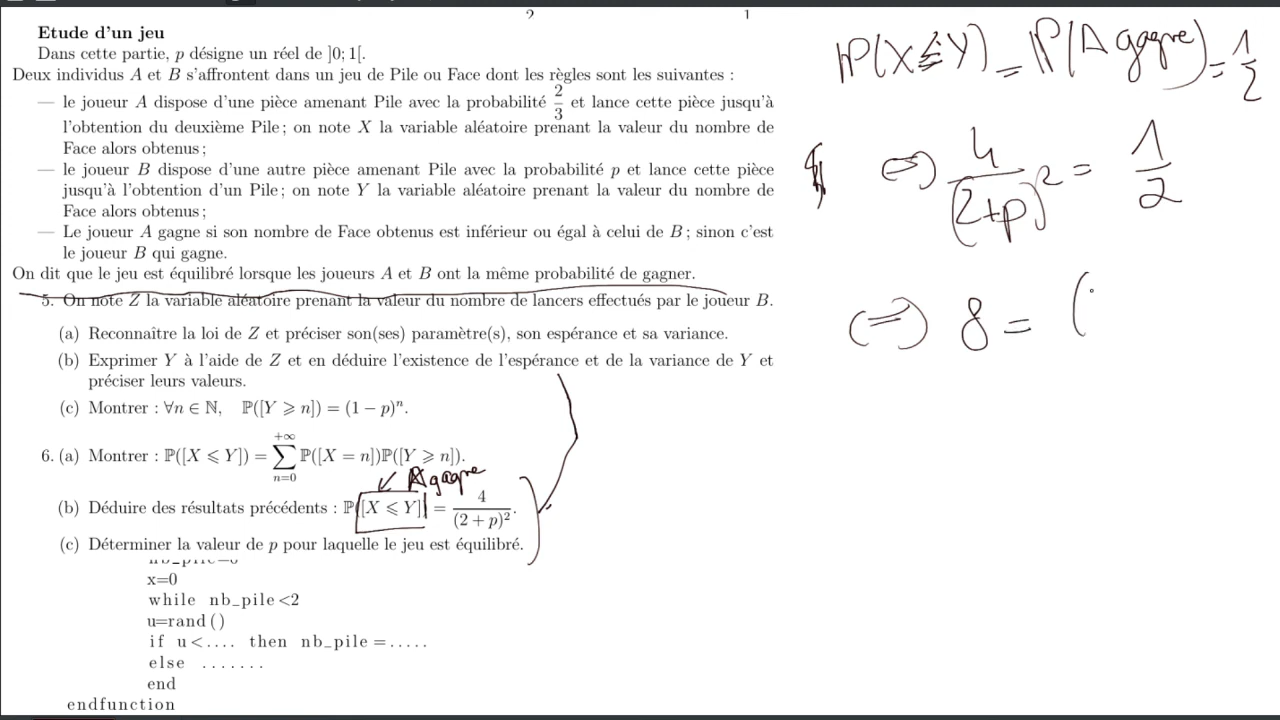 2 1
Etude d'un jeu
Dans cette partie, p désigne un réel de ]0; 1[.
Deux individus A et B s'affrontent dans un jeu de Pile ou Face dont les règles sont les suivantes :
— le joueur A dispose d'une pièce amenant Pile avec la probabilité 2/3 et lance cette pièce jusqu'à
l'obtention du deuxième Pile ; on note X la variable aléatoire prenant la valeur du nombre de
Face alors obtenus ;
— le joueur B dispose d'une autre pièce amenant Pile avec la probabilité p et lance cette pièce
jusqu'à l'obtention d'un Pile ; on note Y la variable aléatoire prenant la valeur du nombre de
Face alors obtenus ;
— Le joueur A gagne si son nombre de Face obtenus est inférieur ou égal à celui de B ; sinon c'est
le joueur B qui gagne.
On dit que le jeu est équilibré lorsque les joueurs A et B ont la même probabilité de gagner.
5. On note Z la variable aléatoire prenant la valeur du nombre de lancers effectués par le joueur B.
(a) Reconnaître la loi de Z et préciser son(ses) paramètre(s), son espérance et sa variance.
(b) Exprimer Y à l'aide de Z et en déduire l'existence de l'espérance et de la variance de Y et
préciser leurs valeurs.
(c) Montrer : ∀n ∈ ℕ, ℙ([Y ⩾ n]) = (1 − p)^n.
6. (a) Montrer : ℙ([X ⩽ Y]) = ∑_{n=0}^{+∞} ℙ([X = n])ℙ([Y ⩾ n]).
↙ A gagne
(b) Déduire des résultats précédents : ℙ([X ⩽ Y]) = 4/(2 + p)².
(c) Déterminer la valeur de p pour laquelle le jeu est équilibré.
x=0
while nb_pile<2
u=rand()
if u<.... then nb_pile=.....
else .......
end
endfunction
ℙ(X≤Y) = ℙ(A gagne) = 1/2
⇔ 4/(2+p)² = 1/2
⇔ 8 = (